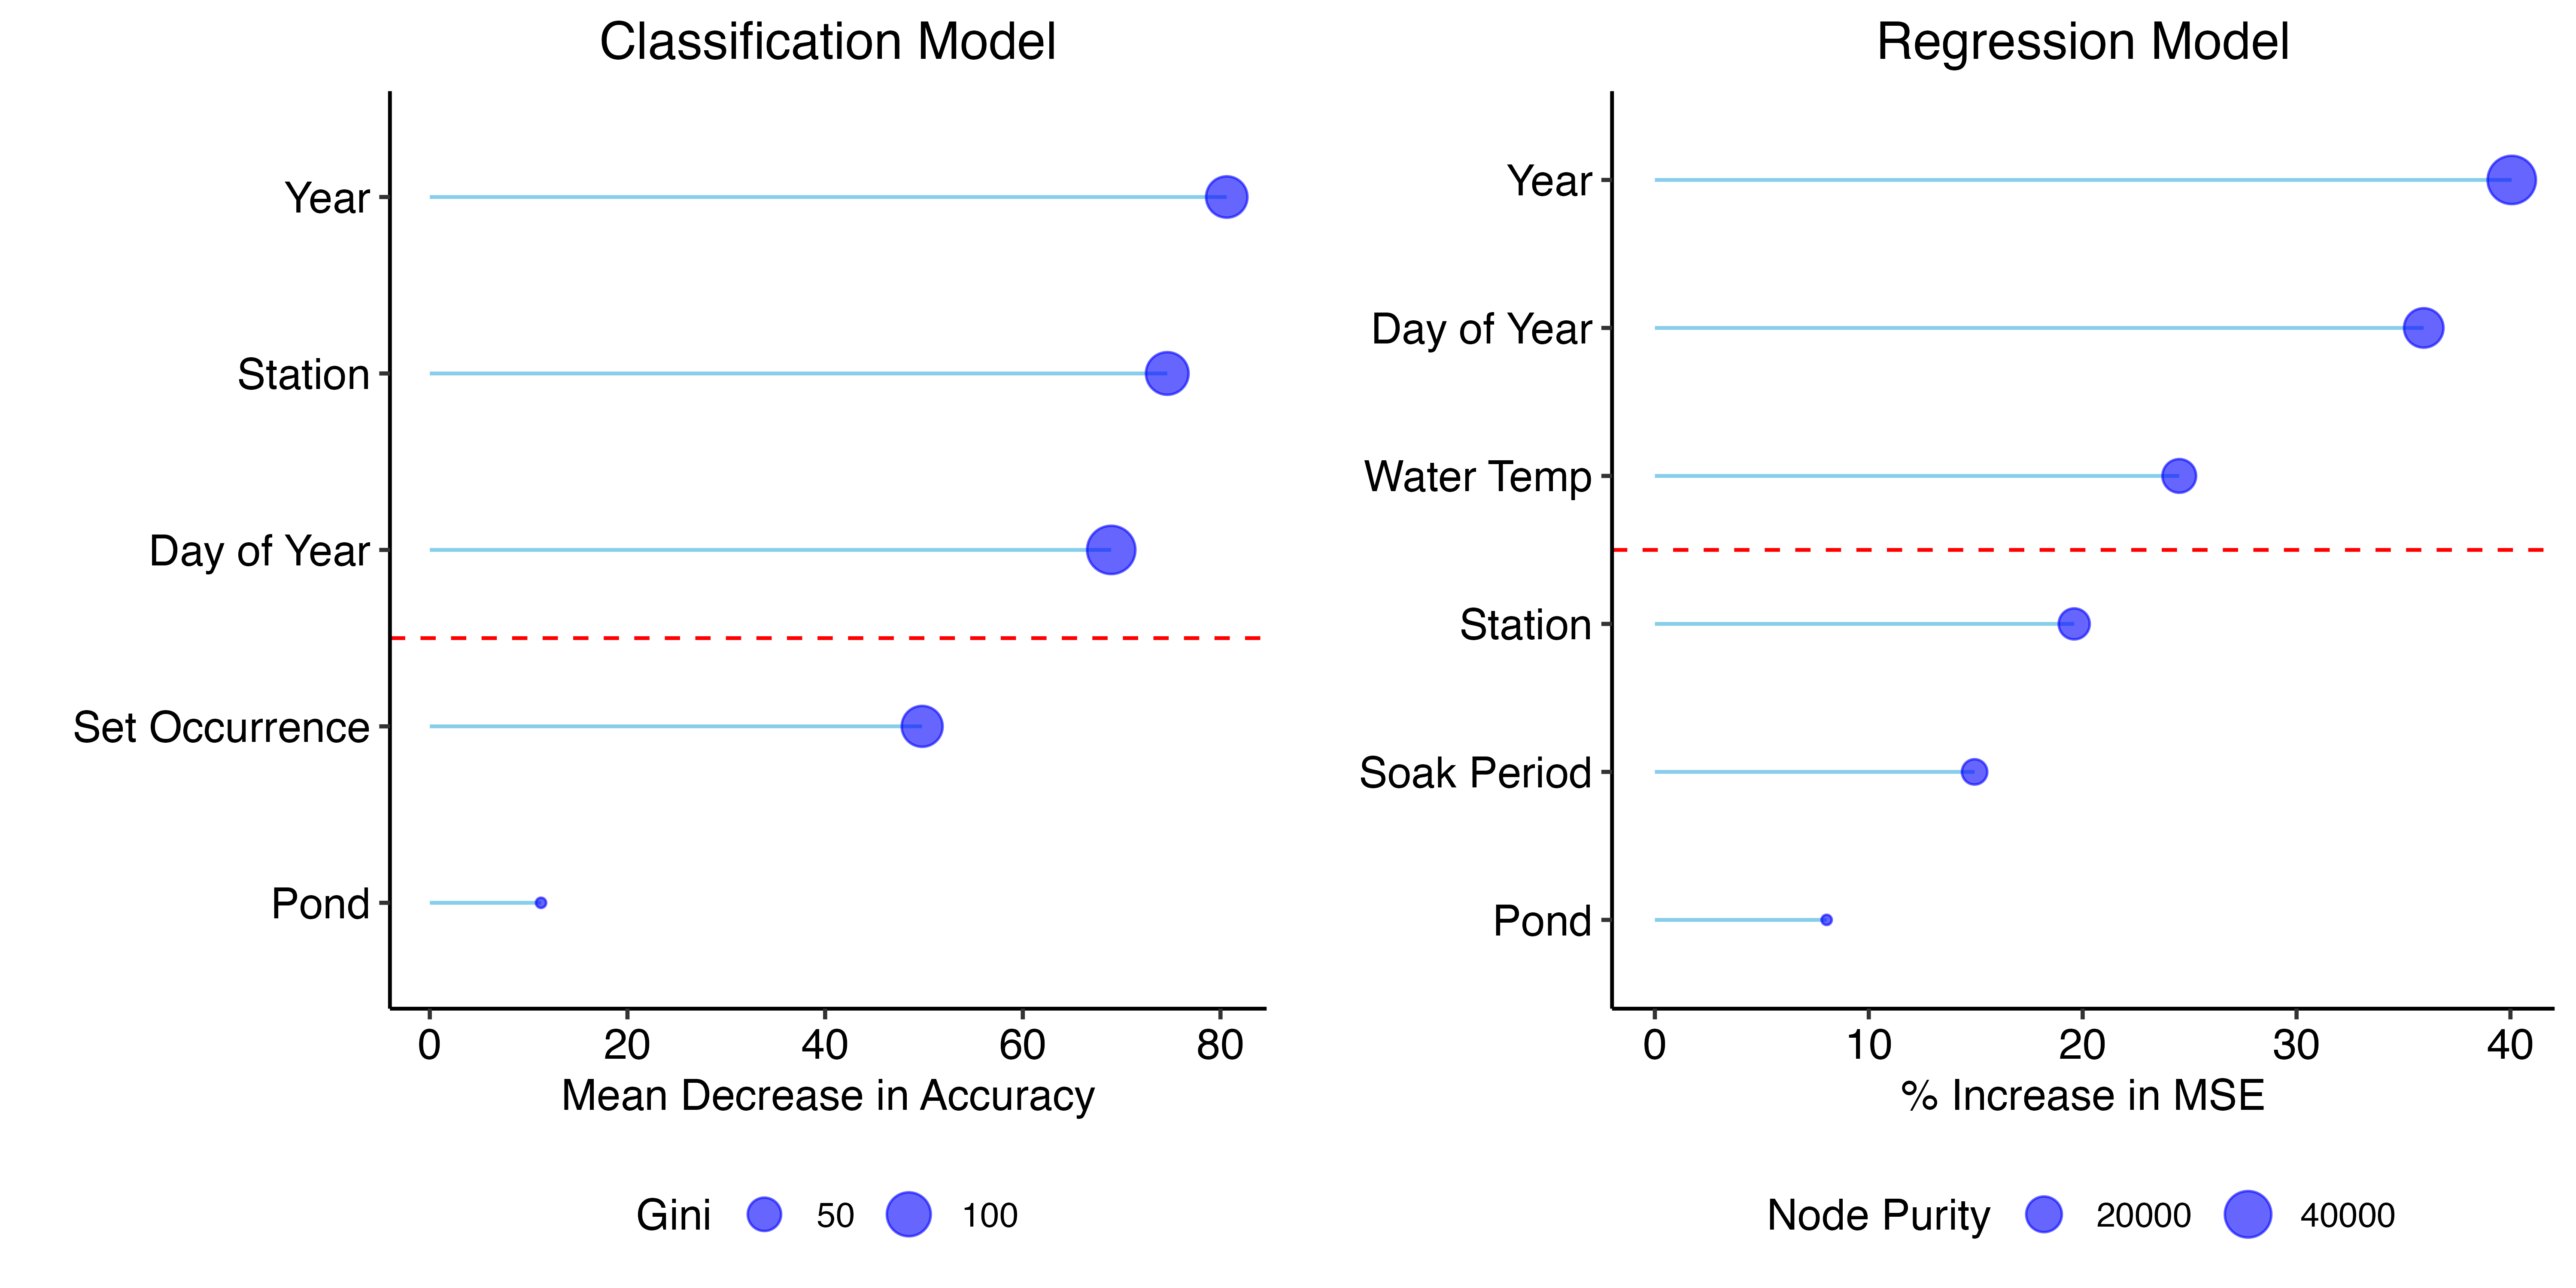 Classification Model
Year
Station
Day of Year
Set Occurrence
Pond
0 20 40 60 80
Mean Decrease in Accuracy
Gini 50 100
Regression Model
Year
Day of Year
Water Temp
Station
Soak Period
Pond
0 10 20 30 40
% Increase in MSE
Node Purity 20000 40000